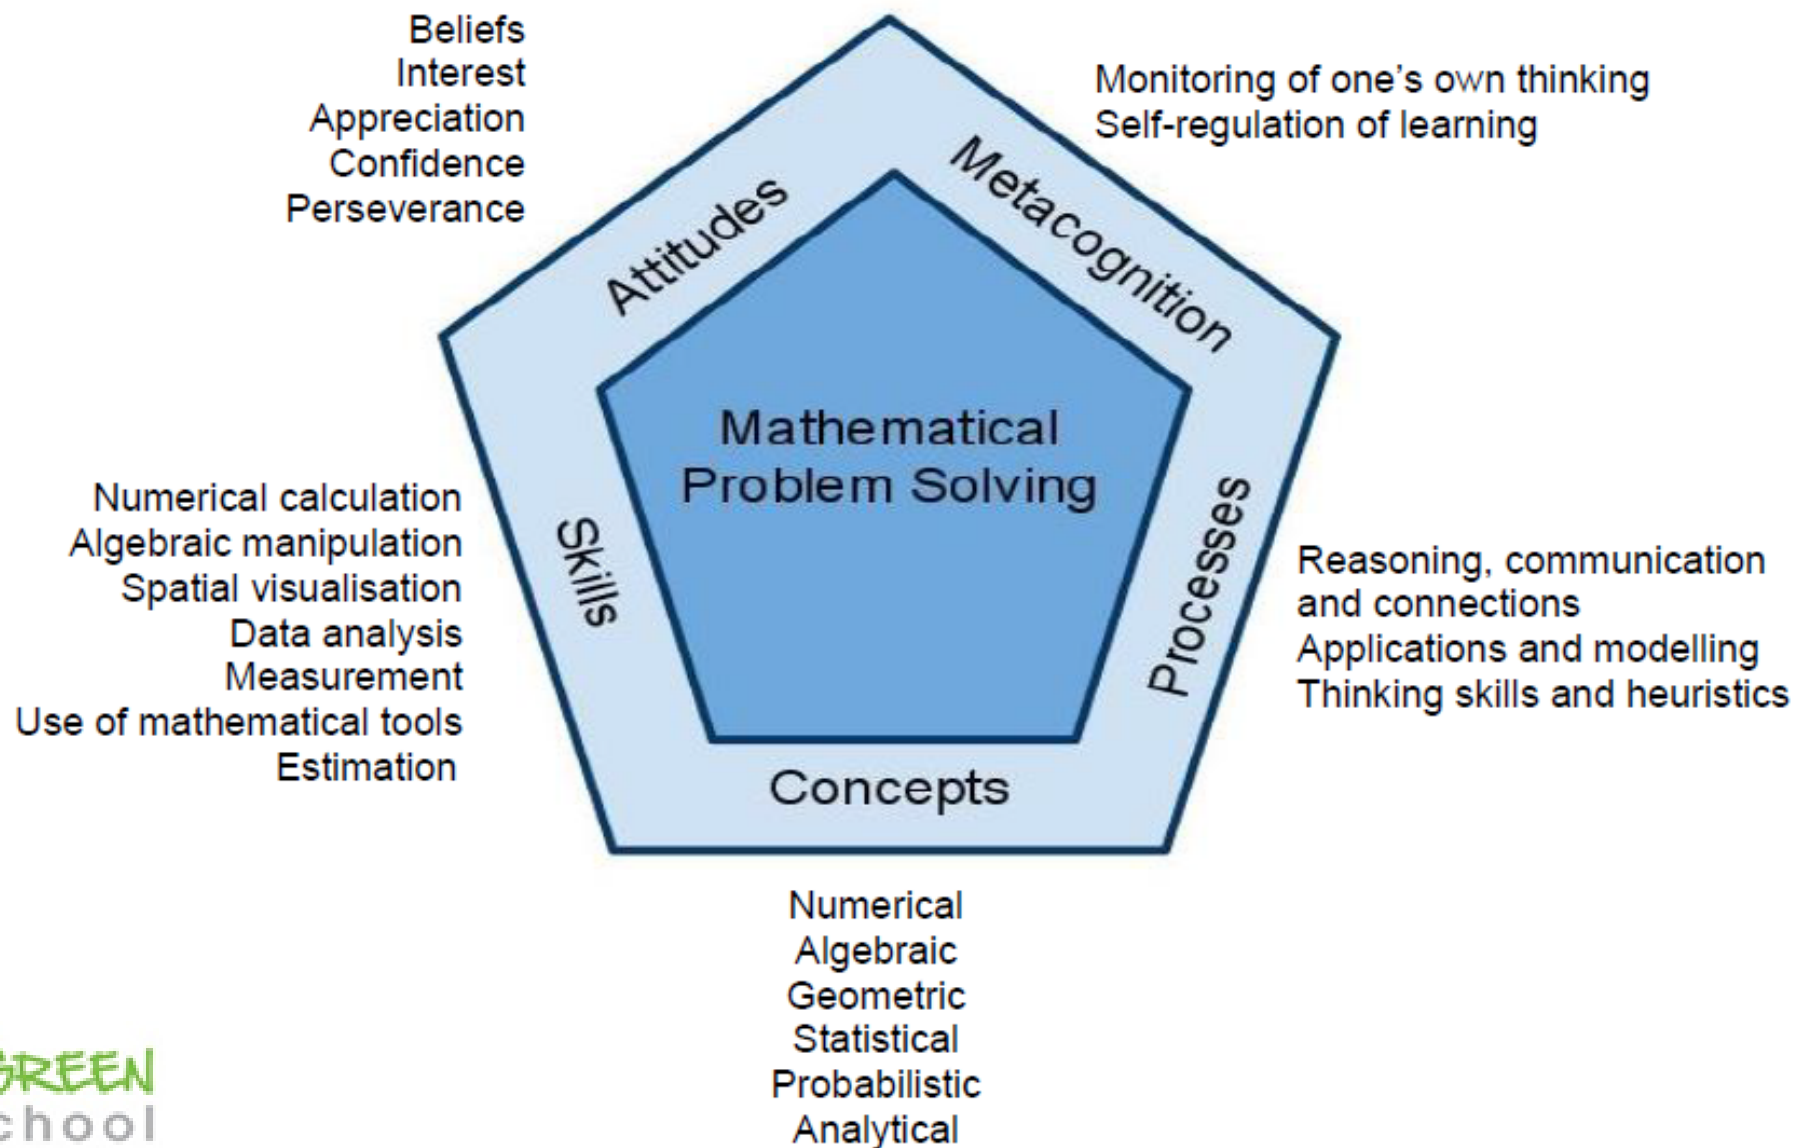 Beliefs
Interest
Appreciation
Confidence
Perseverance
Monitoring of one's own thinking
Self-regulation of learning
Attitudes
Metacognition
Mathematical
Problem Solving
Skills
Processes
Concepts
Numerical calculation
Algebraic manipulation
Spatial visualisation
Data analysis
Measurement
Use of mathematical tools
Estimation
Reasoning, communication
and connections
Applications and modelling
Thinking skills and heuristics
Numerical
Algebraic
Geometric
Statistical
Probabilistic
Analytical